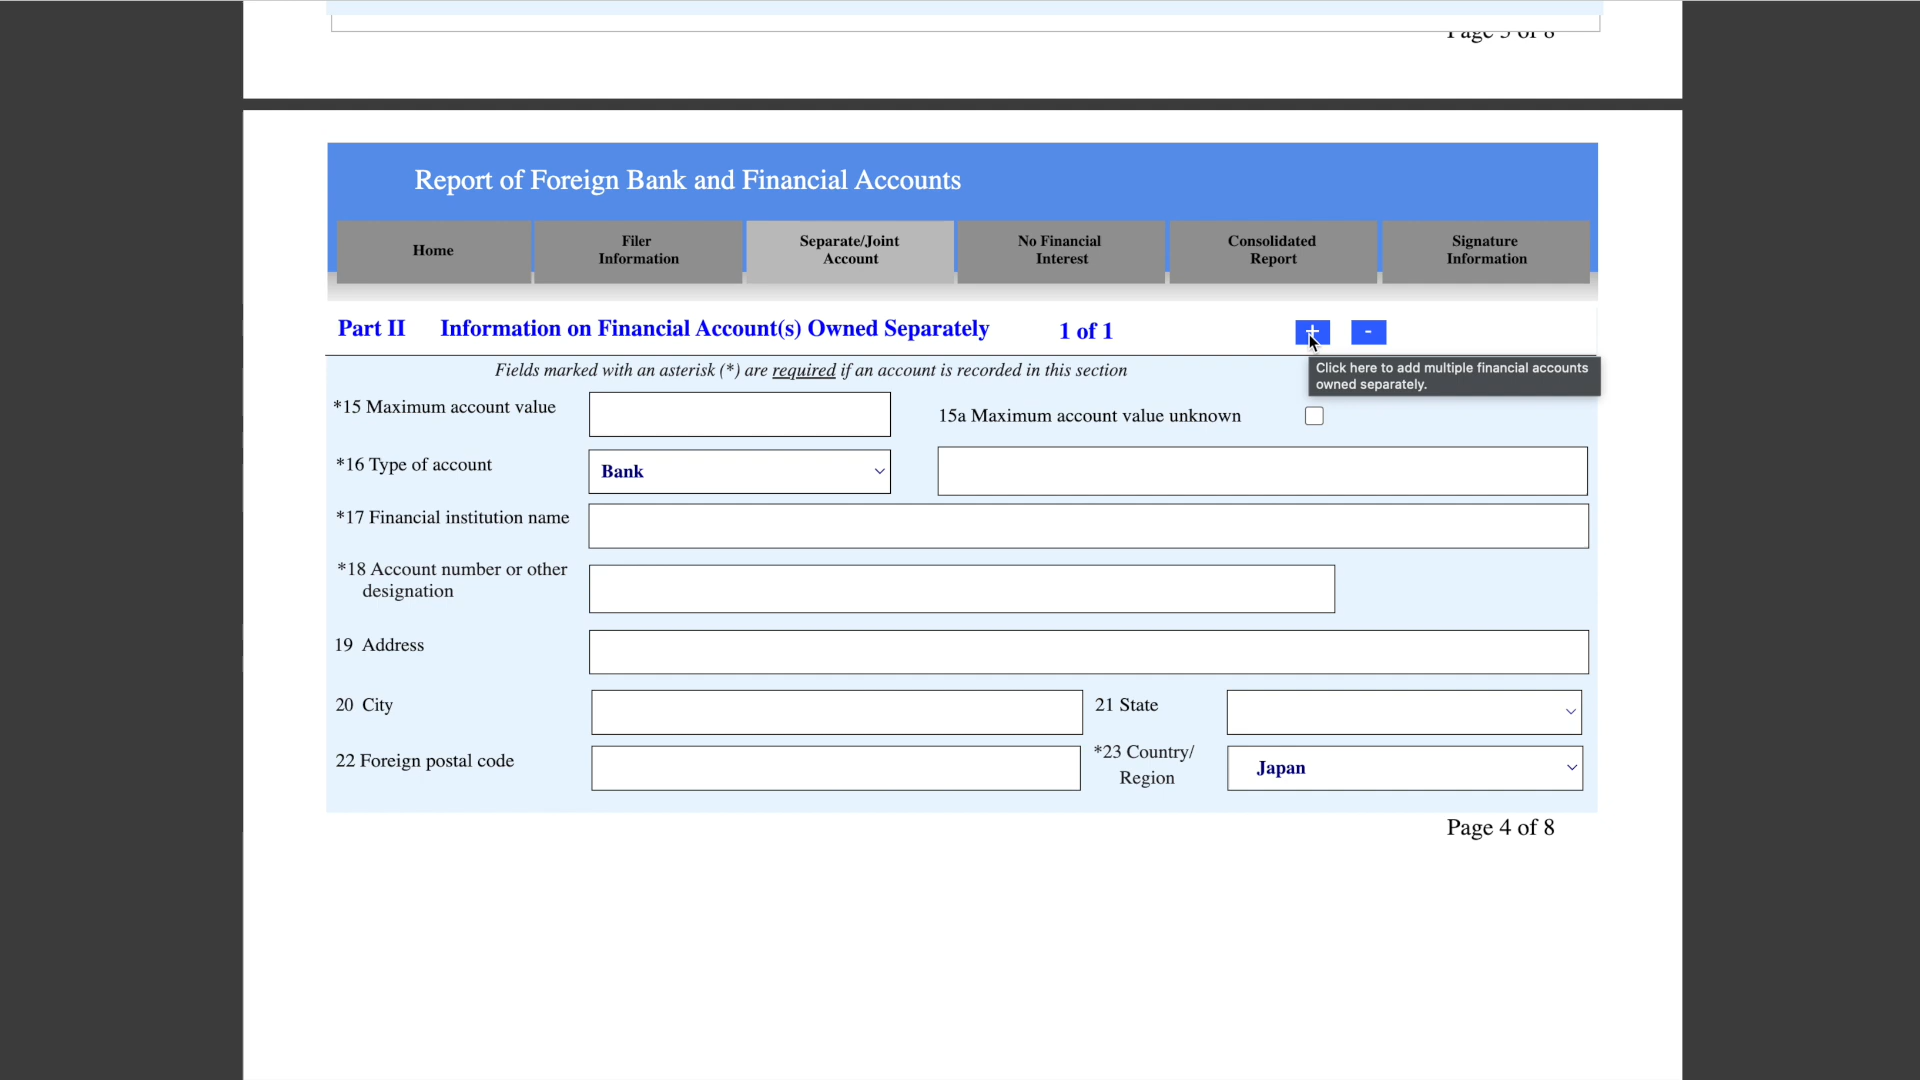 Page 3 of 8
Report of Foreign Bank and Financial Accounts
Home
Filer
Information
Separate/Joint
Account
No Financial
Interest
Consolidated
Report
Signature
Information
Part II Information on Financial Account(s) Owned Separately 1 of 1 + -
Fields marked with an asterisk (*) are required if an account is recorded in this section
Click here to add multiple financial accounts
owned separately.
*15 Maximum account value
15a Maximum account value unknown
*16 Type of account
Bank
*17 Financial institution name
*18 Account number or other
designation
19 Address
20 City
21 State
22 Foreign postal code
*23 Country/
Region
Japan
Page 4 of 8